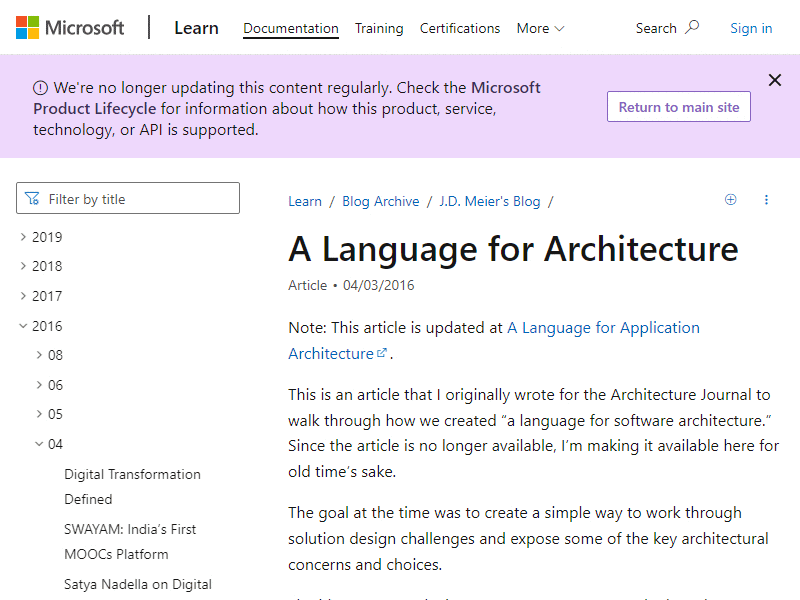 Microsoft Learn Documentation Training Certifications More Search Sign in
We're no longer updating this content regularly. Check the Microsoft
Product Lifecycle for information about how this product, service,
technology, or API is supported.
Return to main site
Filter by title
2019
2018
2017
2016
08
06
05
04
Digital Transformation
Defined
SWAYAM: India's First
MOOCs Platform
Satya Nadella on Digital
Learn / Blog Archive / J.D. Meier's Blog /
A Language for Architecture
Article • 04/03/2016
Note: This article is updated at A Language for Application
Architecture.
This is an article that I originally wrote for the Architecture Journal to
walk through how we created “a language for software architecture.”
Since the article is no longer available, I’m making it available here for
old time’s sake.
The goal at the time was to create a simple way to work through
solution design challenges and expose some of the key architectural
concerns and choices.